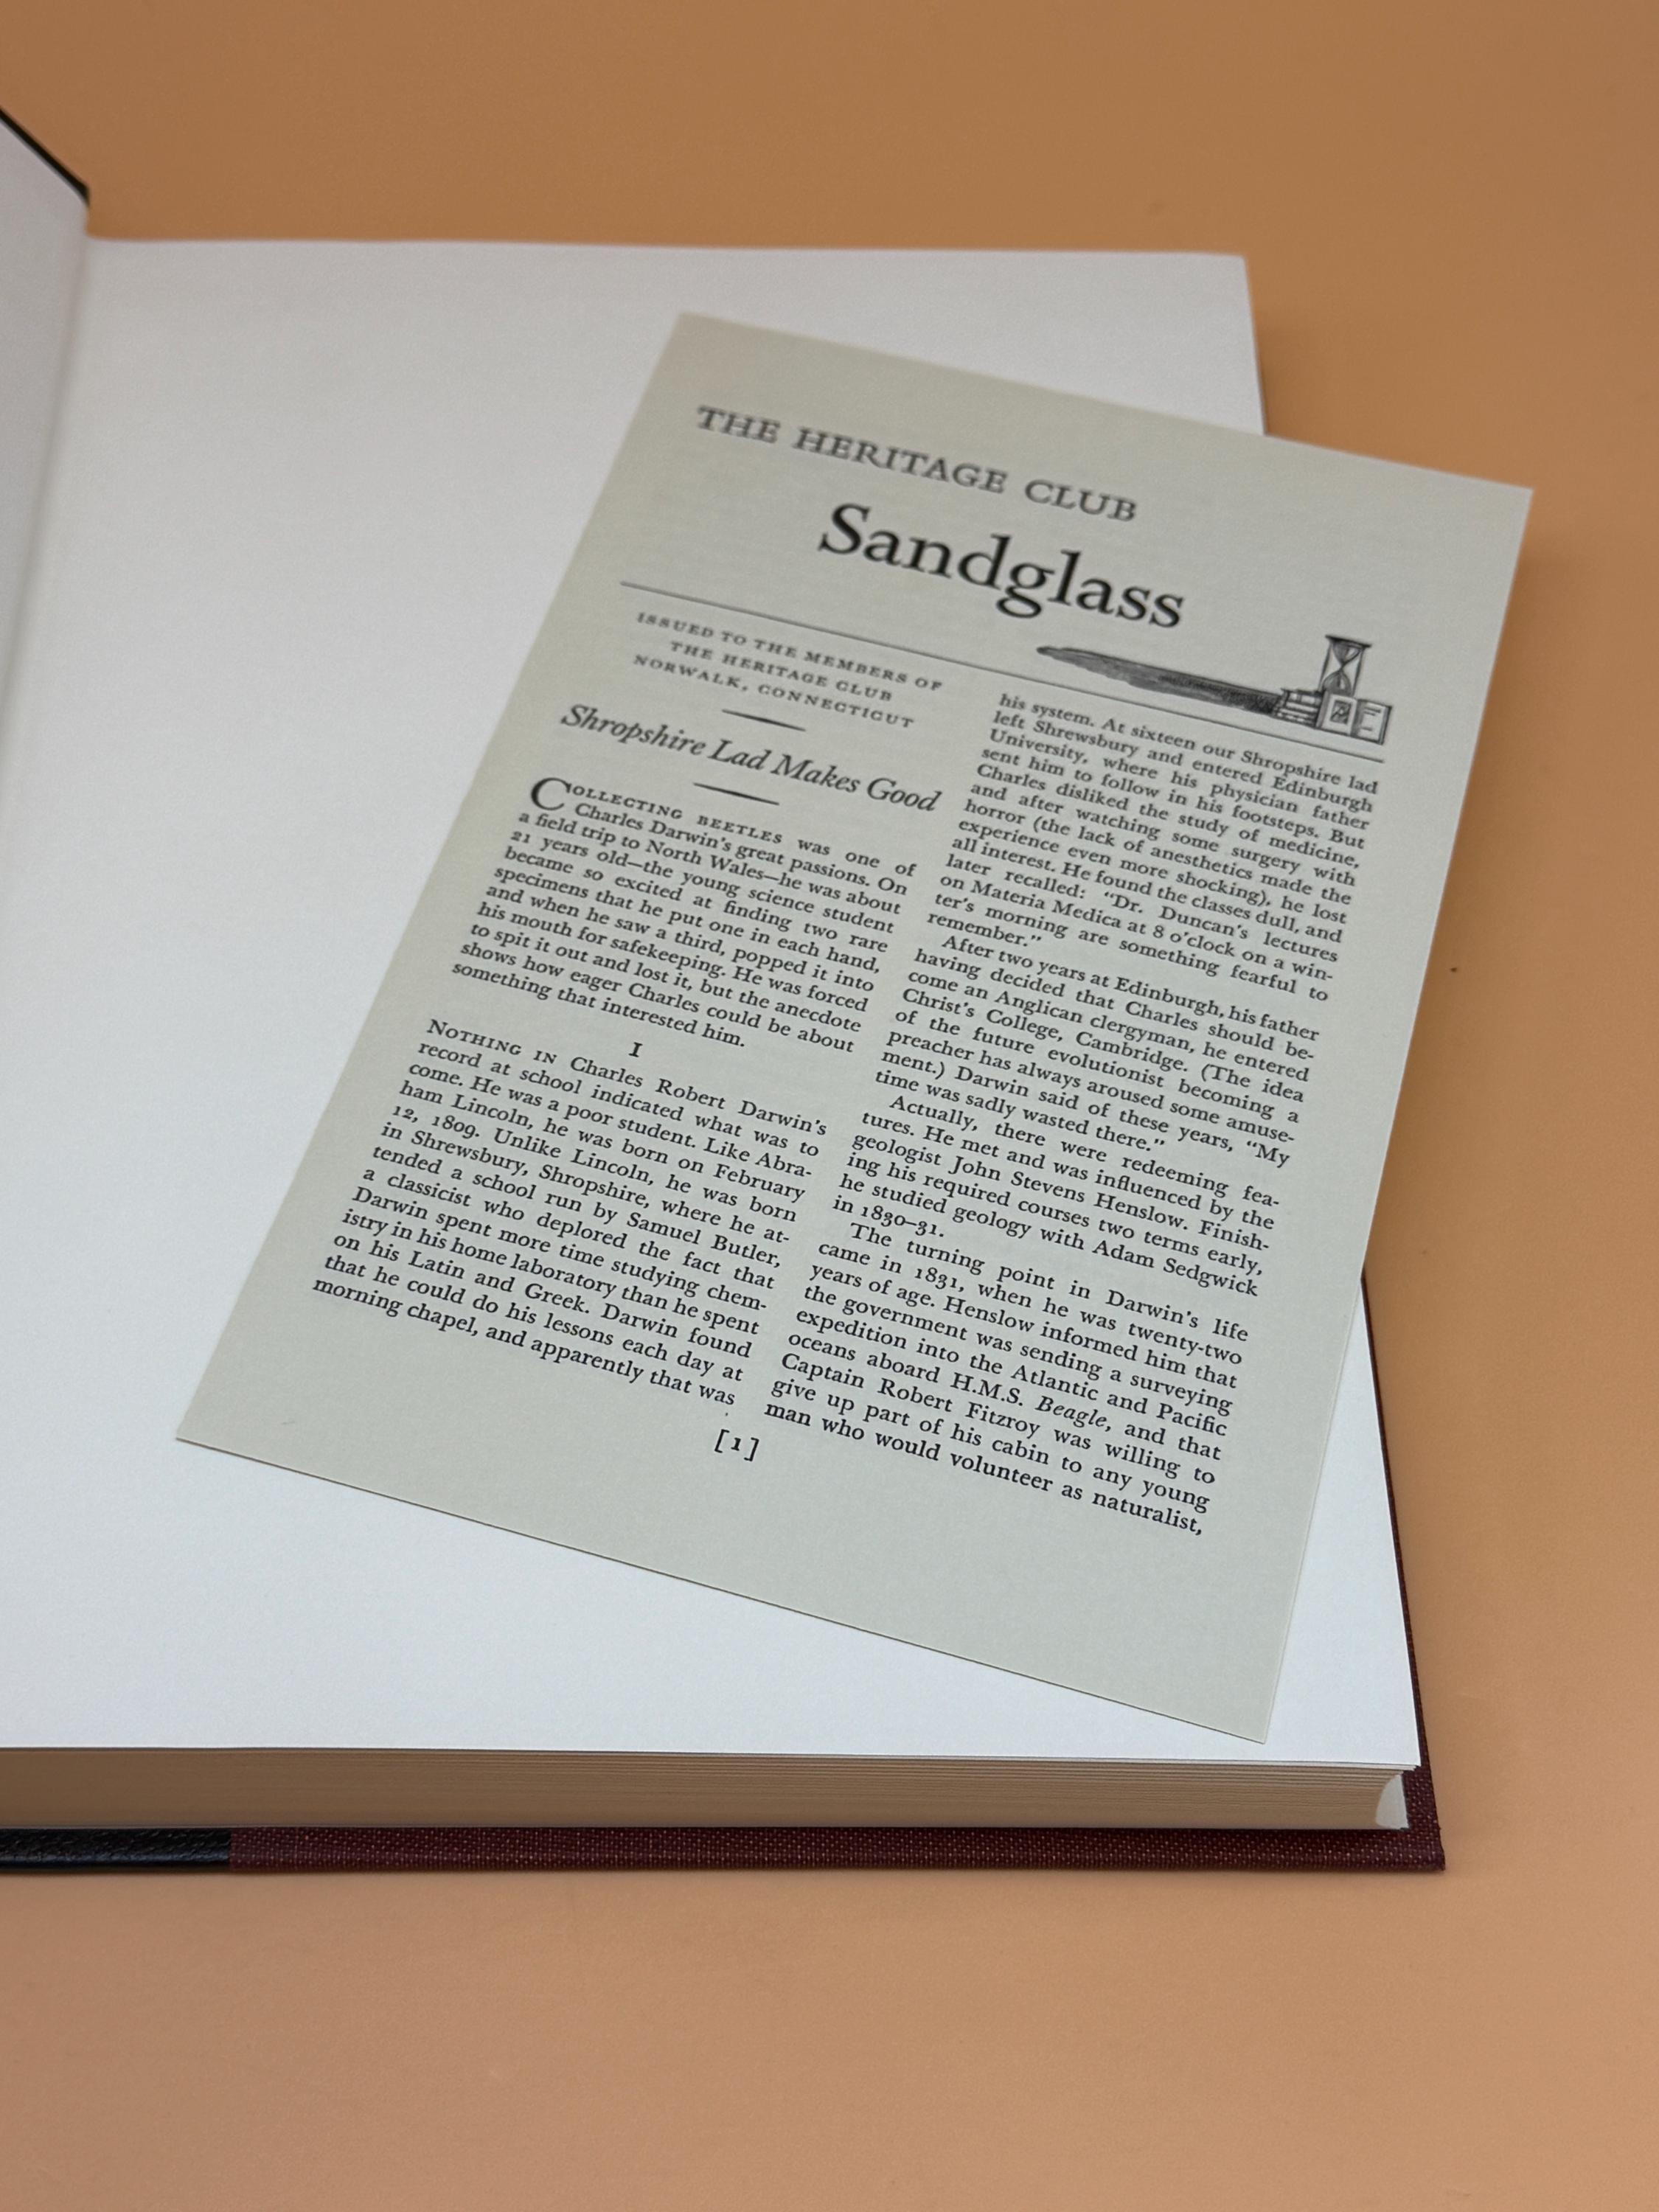 THE HERITAGE CLUB
Sandglass
ISSUED TO THE MEMBERS OF
THE HERITAGE CLUB
NORWALK, CONNECTICUT
Shropshire Lad Makes Good
COLLECTING BEETLES was one of
Charles Darwin's great passions. On
a field trip to North Wales—he was about
21 years old—the young science student
became so excited at finding two rare
specimens that he put one in each hand,
and when he saw a third, popped it into
his mouth for safekeeping. He was forced
to spit it out and lost it, but the anecdote
shows how eager Charles could be about
something that interested him.
I
NOTHING IN Charles Robert Darwin's
record at school indicated what was to
come. He was a poor student. Like Abra-
ham Lincoln, he was born on February
12, 1809. Unlike Lincoln, he was born
in Shrewsbury, Shropshire, where he at-
tended a school run by Samuel Butler,
a classicist who deplored the fact that
Darwin spent more time studying chem-
istry in his home laboratory than he spent
on his Latin and Greek. Darwin found
that he could do his lessons each day at
morning chapel, and apparently that was
his system. At sixteen our Shropshire lad
left Shrewsbury and entered Edinburgh
University, where his physician father
sent him to follow in his footsteps. But
Charles disliked the study of medicine,
and after watching some surgery with
horror (the lack of anesthetics made the
experience even more shocking), he lost
all interest. He found the classes dull, and
later recalled: "Dr. Duncan's lectures
on Materia Medica at 8 o'clock on a win-
ter's morning are something fearful to
remember."
After two years at Edinburgh, his father
having decided that Charles should be-
come an Anglican clergyman, he entered
Christ's College, Cambridge. (The idea
of the future evolutionist becoming a
preacher has always aroused some amuse-
ment.) Darwin said of these years, "My
time was sadly wasted there."
Actually, there were redeeming fea-
tures. He met and was influenced by the
geologist John Stevens Henslow. Finish-
ing his required courses two terms early,
he studied geology with Adam Sedgwick
in 1830–31.
The turning point in Darwin's life
came in 1831, when he was twenty-two
years of age. Henslow informed him that
the government was sending a surveying
expedition into the Atlantic and Pacific
oceans aboard H.M.S. Beagle, and that
Captain Robert Fitzroy was willing to
give up part of his cabin to any young
man who would volunteer as naturalist,
[1]